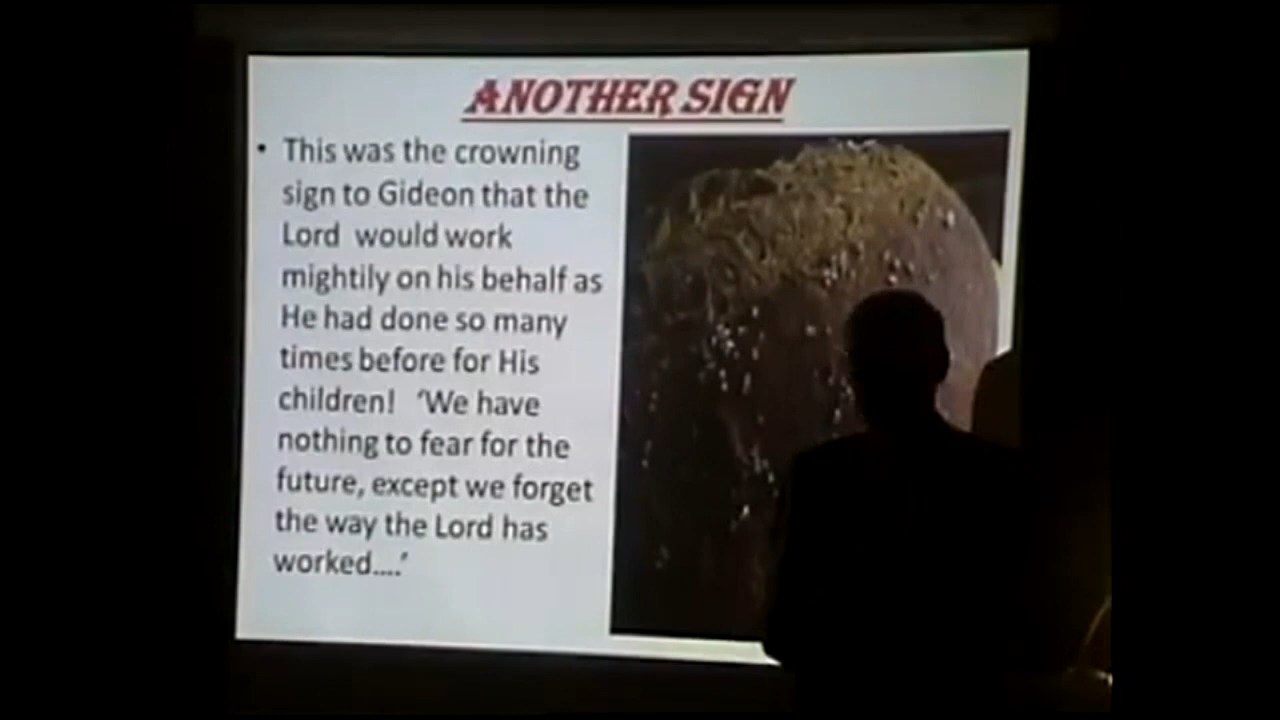 ANOTHER SIGN
• This was the crowning
sign to Gideon that the
Lord would work
mightily on his behalf as
He had done so many
times before for His
children! 'We have
nothing to fear for the
future, except we forget
the way the Lord has
worked....'